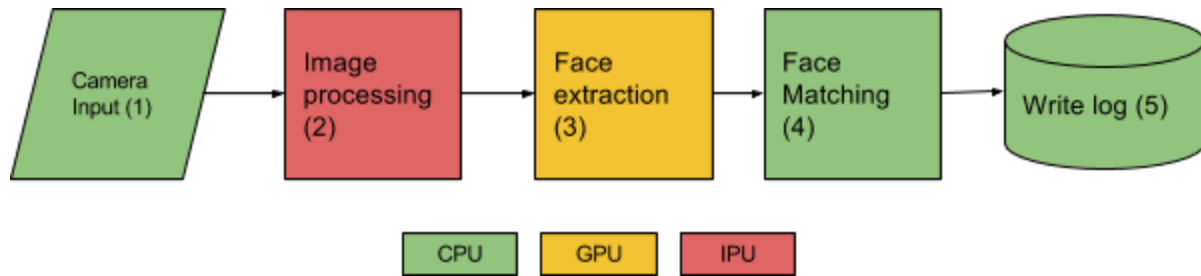 Camera
Input (1)
Image
processing
(2)
Face
extraction
(3)
Face
Matching
(4)
Write log (5)
CPU
GPU
IPU